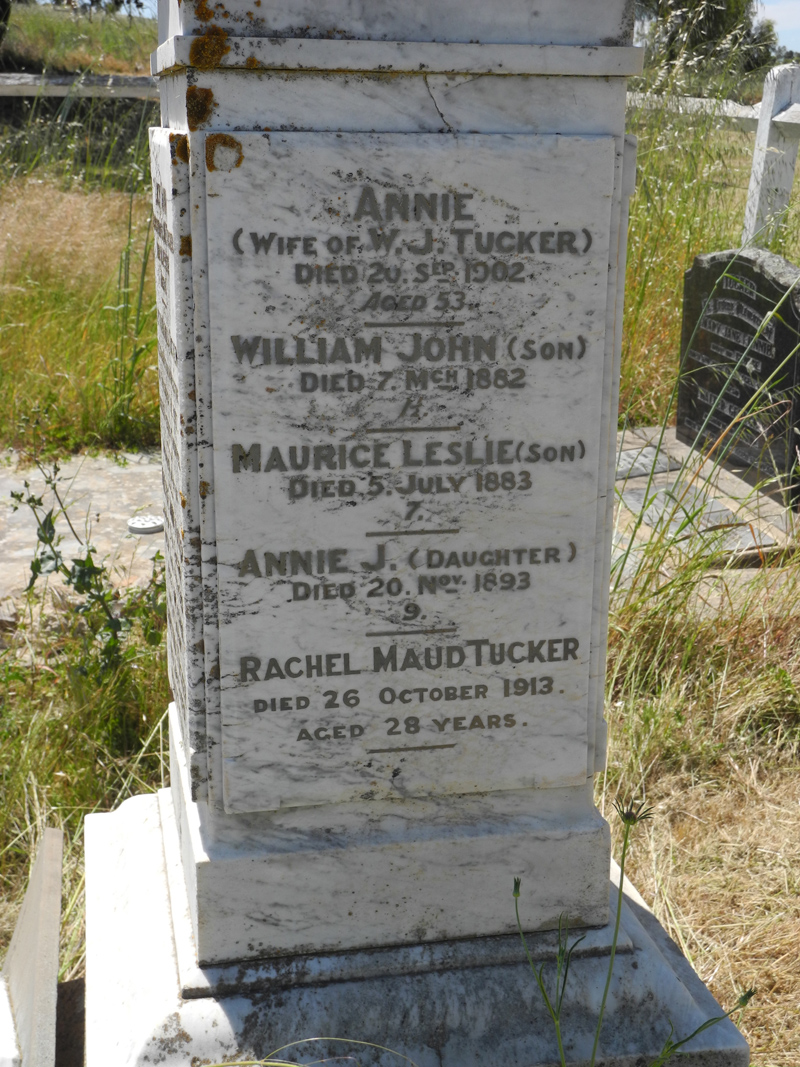 ANNIE
(WIFE OF W. J. TUCKER)
DIED 20. SEP. 1902
AGED 53.
WILLIAM JOHN (SON)
DIED 7. MCH 1882
MAURICE LESLIE (SON)
DIED 5. JULY 1883
7.
ANNIE J. (DAUGHTER)
DIED 20. NOV. 1893
9.
RACHEL MAUD TUCKER
DIED 26 OCTOBER 1913.
AGED 28 YEARS.